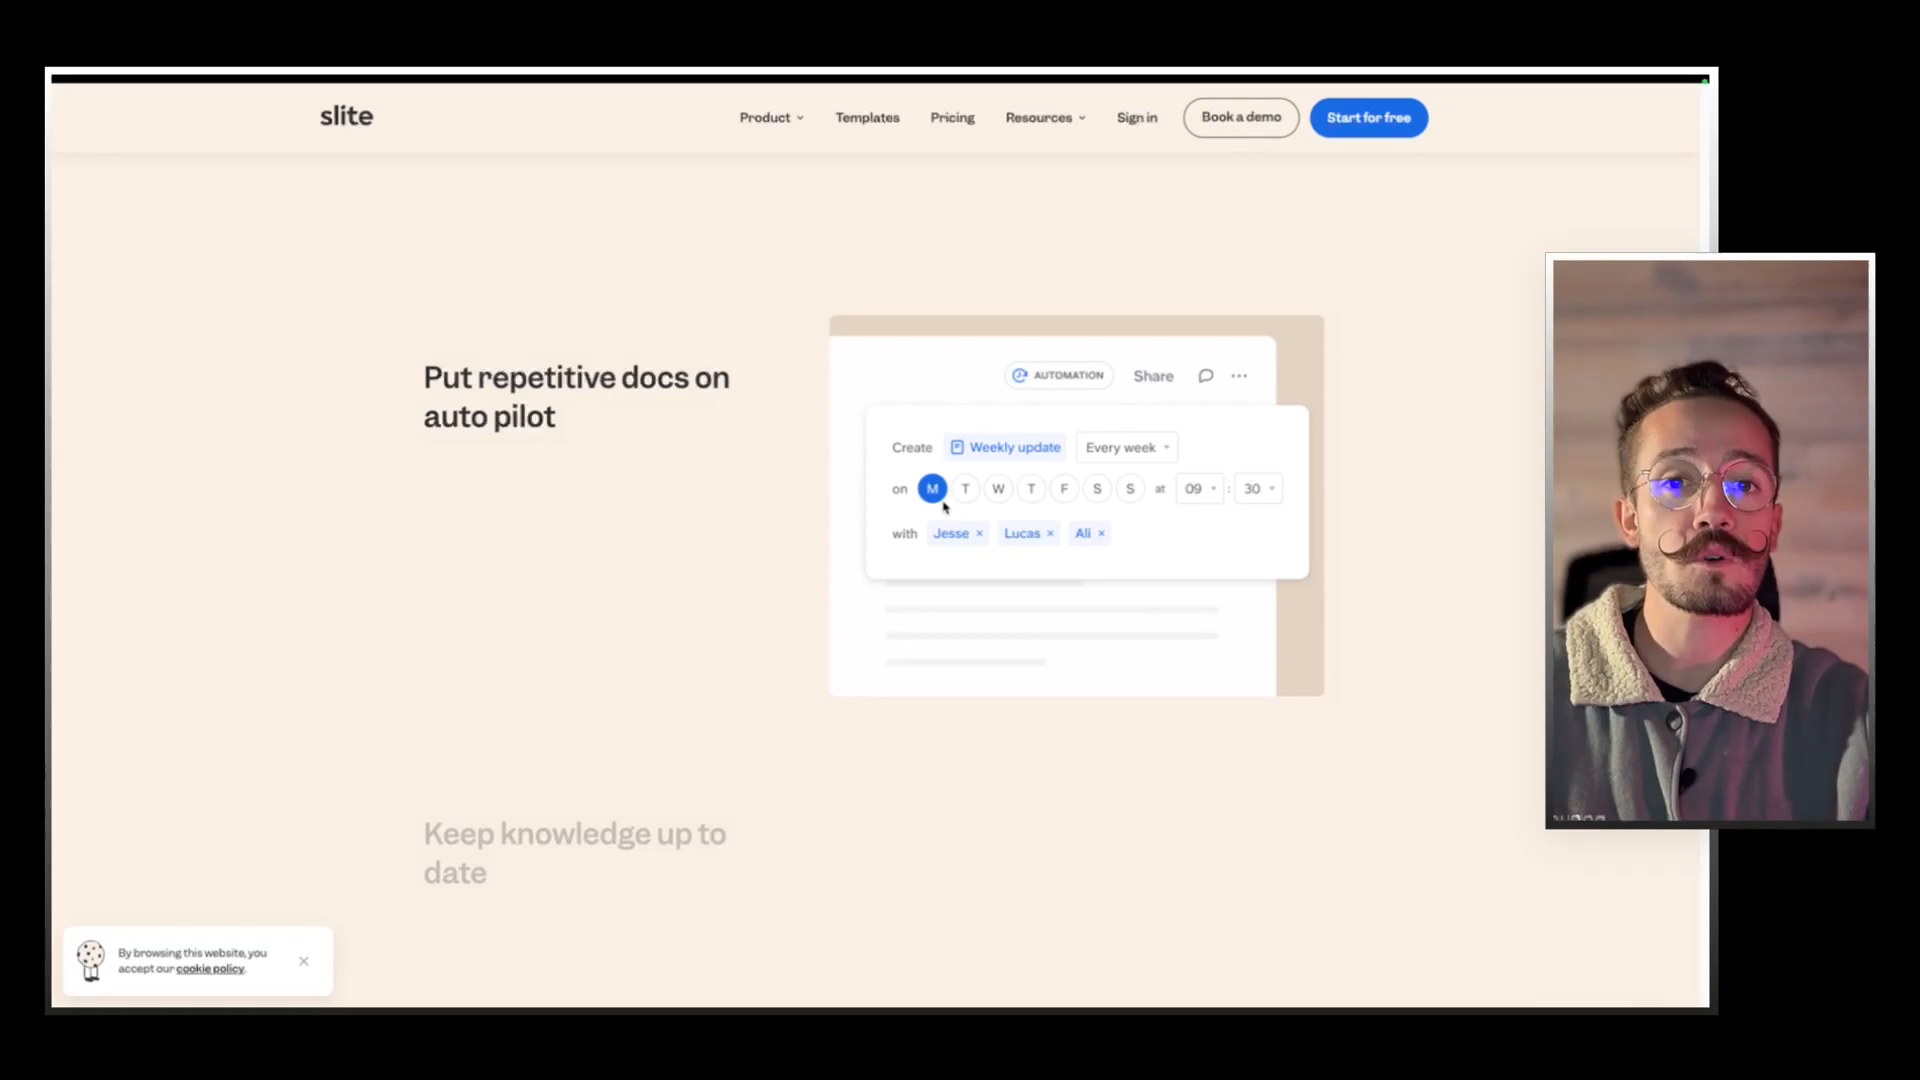 slite
Product Templates Pricing Resources Sign in Book a demo Start for free
Put repetitive docs on
auto pilot
AUTOMATION Share
Create Weekly update Every week
on M T W T F S S at 09 : 30
with Jesse × Lucas × Ali ×
Keep knowledge up to
date
By browsing this website, you
accept our cookie policy.